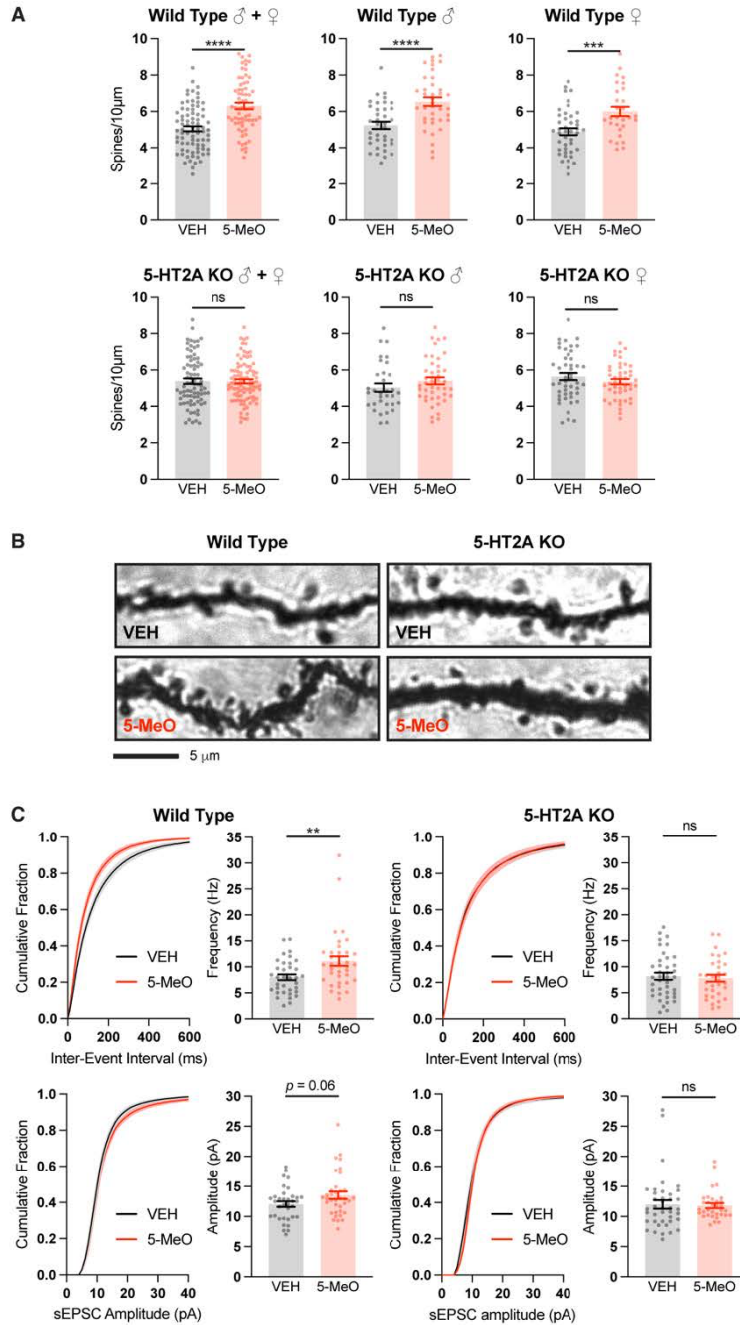 A
Wild Type ♂ + ♀
Wild Type ♂
Wild Type ♀
Spines/10μm
10
8
6
4
2
0
****
VEH 5-MeO
10
8
6
4
2
0
****
VEH 5-MeO
10
8
6
4
2
0
***
VEH 5-MeO
5-HT2A KO ♂ + ♀
5-HT2A KO ♂
5-HT2A KO ♀
Spines/10μm
10
8
6
4
2
0
ns
VEH 5-MeO
10
8
6
4
2
0
ns
VEH 5-MeO
10
8
6
4
2
0
ns
VEH 5-MeO
B
Wild Type
5-HT2A KO
VEH
VEH
5-MeO
5-MeO
5 μm
C
Wild Type
5-HT2A KO
Cumulative Fraction
1.0
0.8
0.6
0.4
0.2
0.0
VEH
5-MeO
0 200 400 600
Inter-Event Interval (ms)
Frequency (Hz)
35
30
25
20
15
10
5
0
**
VEH 5-MeO
Cumulative Fraction
1.0
0.8
0.6
0.4
0.2
0.0
VEH
5-MeO
0 200 400 600
Inter-Event Interval (ms)
Frequency (Hz)
35
30
25
20
15
10
5
0
ns
VEH 5-MeO
Cumulative Fraction
1.0
0.8
0.6
0.4
0.2
0.0
VEH
5-MeO
0 10 20 30 40
sEPSC Amplitude (pA)
Amplitude (pA)
30
25
20
15
10
5
0
p = 0.06
VEH 5-MeO
Cumulative Fraction
1.0
0.8
0.6
0.4
0.2
0.0
VEH
5-MeO
0 10 20 30 40
sEPSC amplitude (pA)
Amplitude (pA)
30
25
20
15
10
5
0
ns
VEH 5-MeO